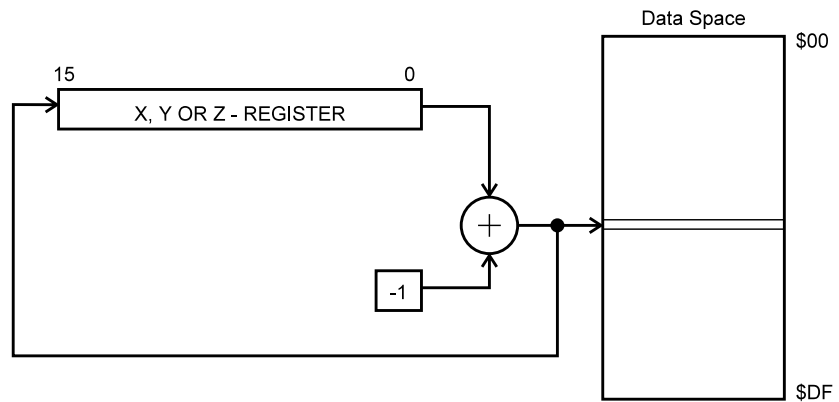 Data Space
$00
15 0
X, Y OR Z - REGISTER
+
-1
$DF